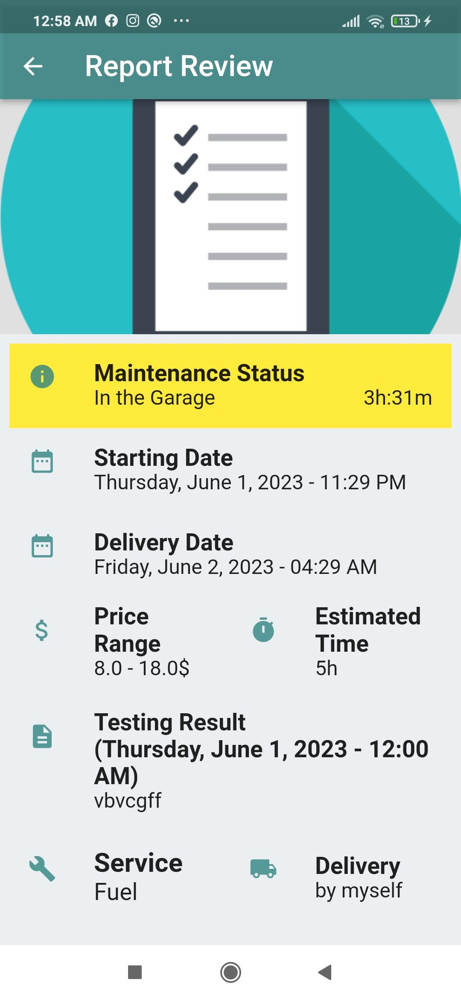 12:58 AM
13
Report Review
Maintenance Status
In the Garage 3h:31m
Starting Date
Thursday, June 1, 2023 - 11:29 PM
Delivery Date
Friday, June 2, 2023 - 04:29 AM
Price
Range
8.0 - 18.0$
Estimated
Time
5h
Testing Result
(Thursday, June 1, 2023 - 12:00
AM)
vbvcgff
Service
Fuel
Delivery
by myself